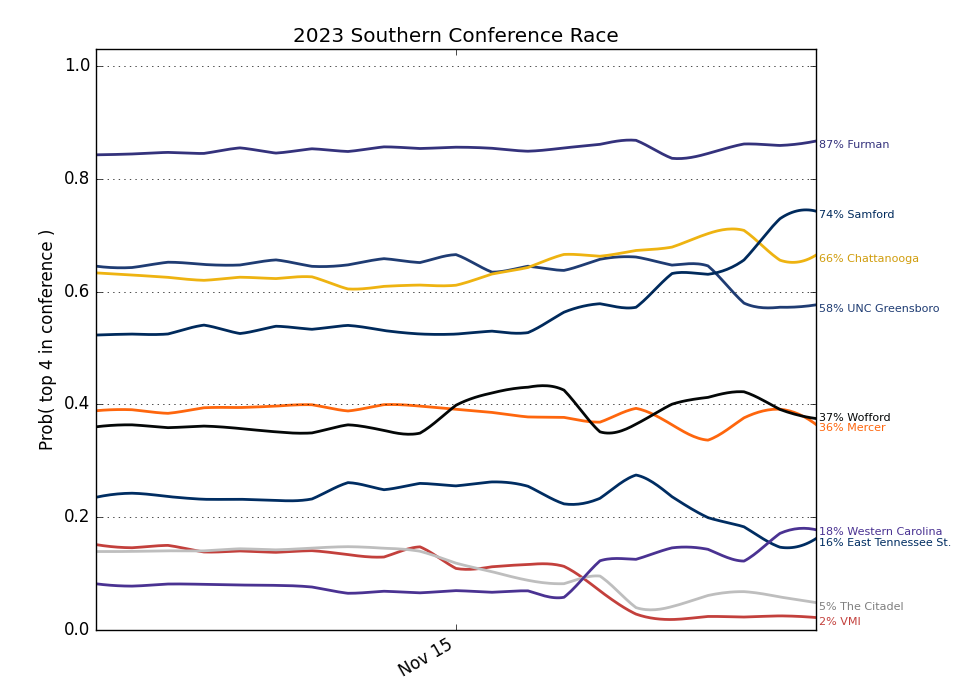 2023 Southern Conference Race
Prob( top 4 in conference )
1.0
0.8
0.6
0.4
0.2
0.0
Nov 15
87% Furman
74% Samford
66% Chattanooga
58% UNC Greensboro
37% Wofford
36% Mercer
18% Western Carolina
16% East Tennessee St.
5% The Citadel
2% VMI